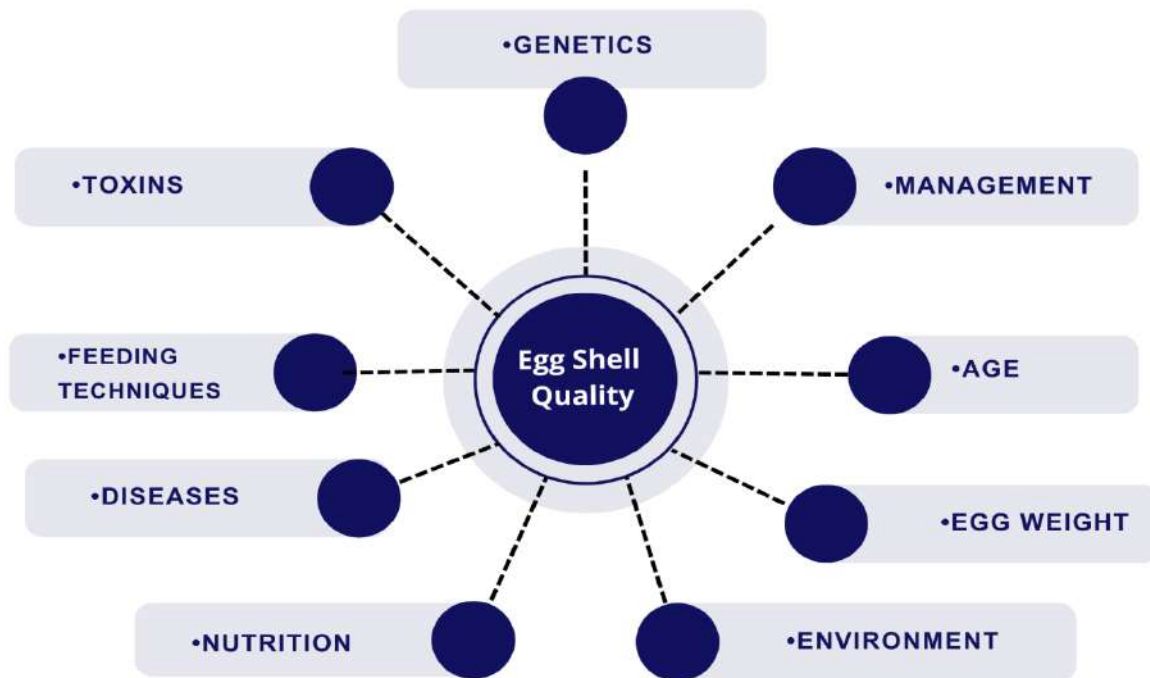 •GENETICS
•TOXINS
•MANAGEMENT
•FEEDING
TECHNIQUES
Egg Shell
Quality
•AGE
•DISEASES
•EGG WEIGHT
•NUTRITION
•ENVIRONMENT